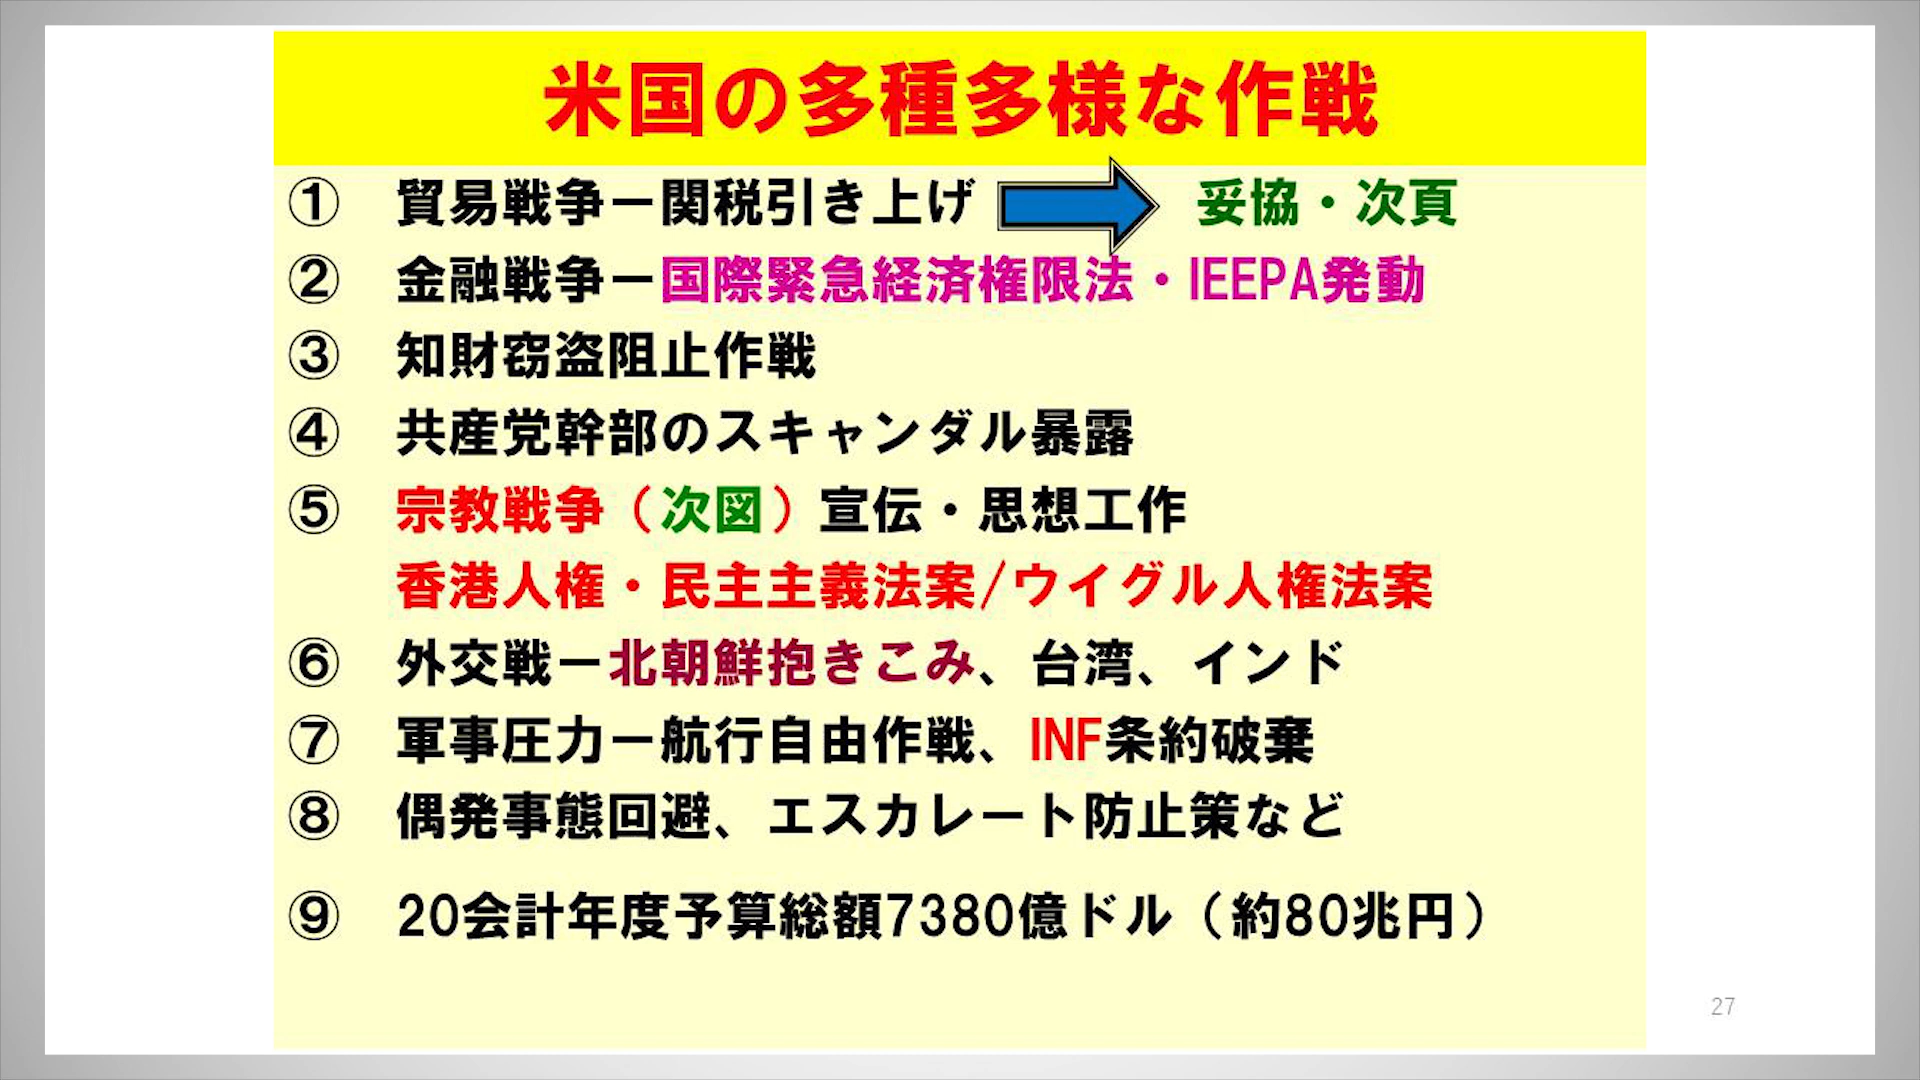 米国の多種多様な作戦
① 貿易戦争ー関税引き上げ 妥協・次頁
② 金融戦争ー国際緊急経済権限法・IEEPA発動
③ 知財窃盗阻止作戦
④ 共産党幹部のスキャンダル暴露
⑤ 宗教戦争（次図）宣伝・思想工作
香港人権・民主主義法案/ウイグル人権法案
⑥ 外交戦ー北朝鮮抱きこみ、台湾、インド
⑦ 軍事圧力ー航行自由作戦、INF条約破棄
⑧ 偶発事態回避、エスカレート防止策など
⑨ 20会計年度予算総額7380億ドル（約80兆円）
27